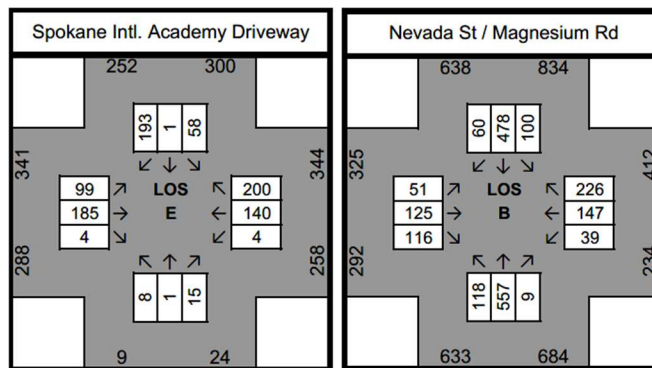 Spokane Intl. Academy Driveway
252 300
193 1 58
341 344
99 LOS 200
185 E 140
4 4
288 258
8 1 15
9 24
Nevada St / Magnesium Rd
638 834
60 478 100
325 412
51 LOS 226
125 B 147
116 39
292 234
118 557 9
633 684